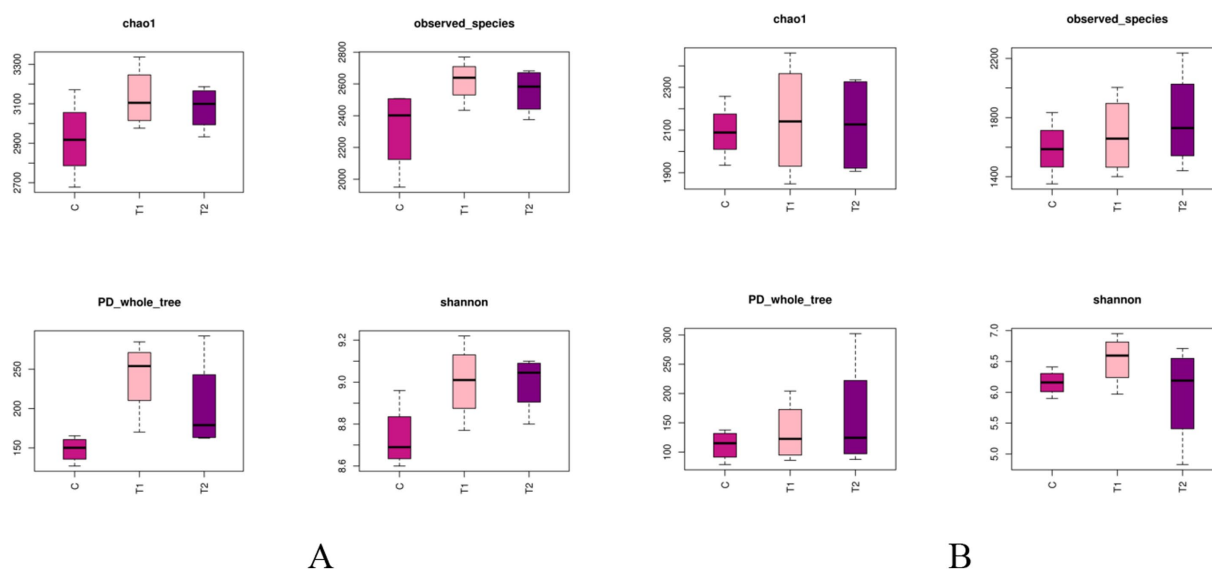 chao1
3300
3100
2900
2700
C
T1
T2
observed_species
2800
2600
2400
2200
2000
C
T1
T2
PD_whole_tree
250
200
150
C
T1
T2
shannon
9.2
9.0
8.8
8.6
C
T1
T2
A
chao1
2300
2100
1900
C
T1
T2
observed_species
2200
1800
1400
C
T1
T2
PD_whole_tree
300
250
200
150
100
C
T1
T2
shannon
7.0
6.5
6.0
5.5
5.0
C
T1
T2
B